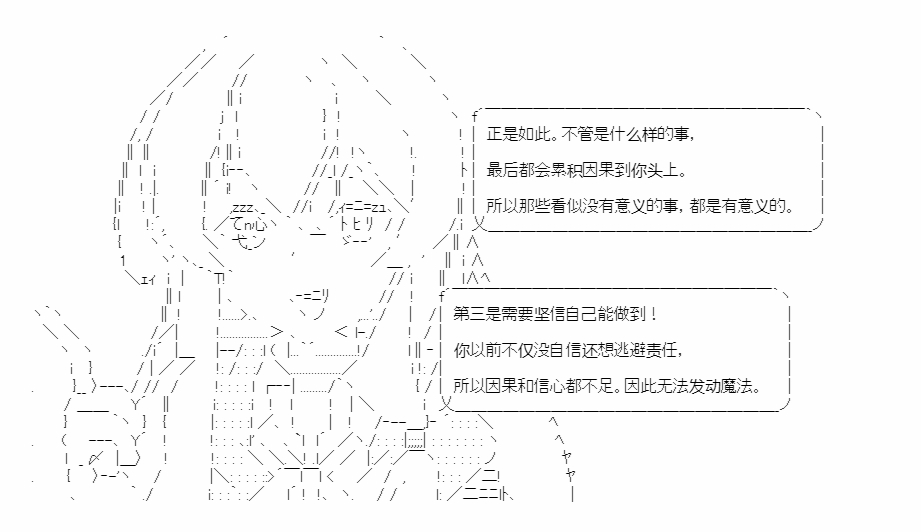 正是如此。不管是什么样的事，
最后都会累积因果到你头上。
所以那些看似没有意义的事，都是有意义的。
第三是需要坚信自己能做到！
你以前不仅没自信还想逃避责任，
所以因果和信心都不足。因此无法发动魔法。